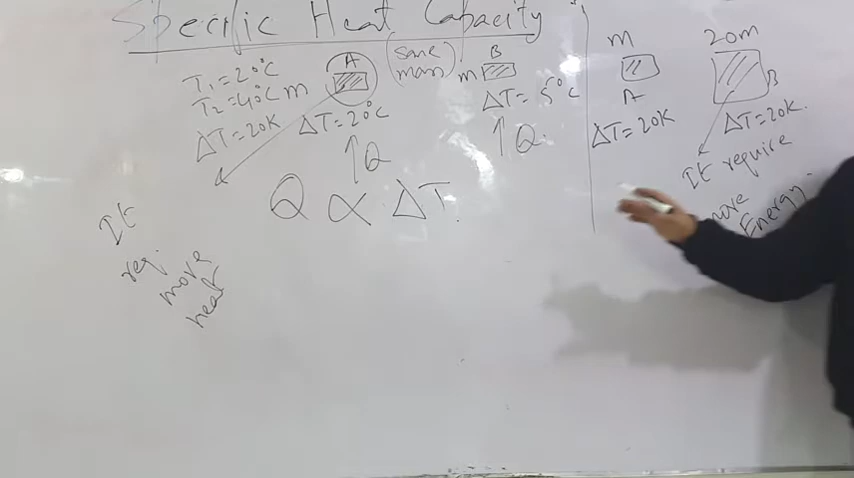 Specific Heat Capacity
T₁=20°C
T₂=40°C
ΔT=20K
A
m
ΔT=20°C
↑Q
(same mass)
B
m
ΔT=5°C
↑Q
Q ∝ ΔT
It
req.
more
heat
m
A
ΔT=20K
20m
B
ΔT=20K
It require
more
Energy.